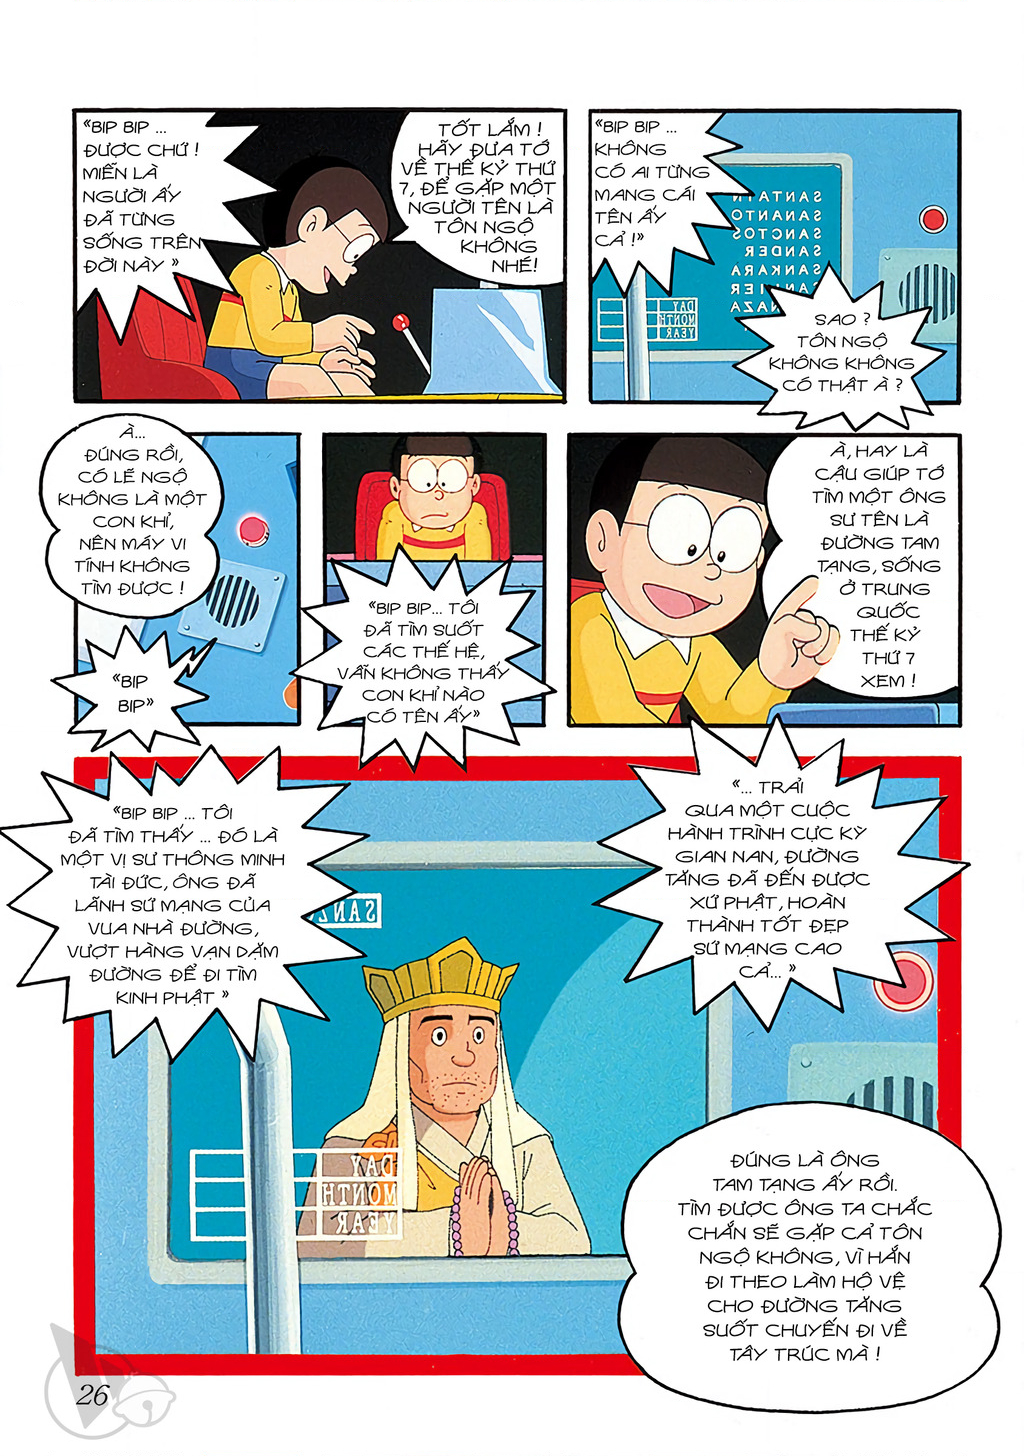 “BIP BIP ...
ĐƯỢC CHỨ !
MIỄN LÀ
NGƯỜI ẤY
ĐÃ TỪNG
SỐNG TRÊN
ĐỜI NÀY ”
TỐT LẮM !
HÃY ĐƯA TỚ
VỀ THẾ KỶ THỨ
7, ĐỂ GẶP MỘT
NGƯỜI TÊN LÀ
TÔN NGỘ
KHÔNG
NHÉ!
“BIP BIP ...
KHÔNG
CÓ AI TỪNG
MANG CÁI
TÊN ẤY
CẢ !”
SANANTO
SANCTOS
SANDER
SANKARA
DAY
MONTH
YEAR
SAO ?
TÔN NGỘ
KHÔNG KHÔNG
CÓ THẬT À ?
À...
ĐÚNG RỒI,
CÓ LẼ NGỘ
KHÔNG LÀ MỘT
CON KHỈ,
NÊN MÁY VI
TÍNH KHÔNG
TÌM ĐƯỢC !
“BIP
BIP”
“BIP BIP... TÔI
ĐÃ TÌM SUỐT
CÁC THẾ HỆ,
VẪN KHÔNG THẤY
CON KHỈ NÀO
CÓ TÊN ẤY”
À, HAY LÀ
CẬU GIÚP TỚ
TÌM MỘT ÔNG
SƯ TÊN LÀ
ĐƯỜNG TAM
TẠNG, SỐNG
Ở TRUNG
QUỐC
THẾ KỶ
THỨ 7
XEM !
“BIP BIP ... TÔI
ĐÃ TÌM THẤY ... ĐÓ LÀ
MỘT VỊ SƯ THÔNG MINH
TÀI ĐỨC, ÔNG ĐÃ
LÃNH SỨ MẠNG CỦA
VUA NHÀ ĐƯỜNG,
VƯỢT HÀNG VẠN DẶM
ĐƯỜNG ĐỂ ĐI TÌM
KINH PHẬT ”
“... TRẢI
QUA MỘT CUỘC
HÀNH TRÌNH CỰC KỲ
GIAN NAN, ĐƯỜNG
TĂNG ĐÃ ĐẾN ĐƯỢC
XỨ PHẬT, HOÀN
THÀNH TỐT ĐẸP
SỨ MẠNG CAO
CẢ... ”
DAY
MONTH
YEAR
ĐÚNG LÀ ÔNG
TAM TẠNG ẤY RỒI.
TÌM ĐƯỢC ÔNG TA CHẮC
CHẮN SẼ GẶP CẢ TÔN
NGỘ KHÔNG, VÌ HẮN
ĐI THEO LÀM HỘ VỆ
CHO ĐƯỜNG TĂNG
SUỐT CHUYẾN ĐI VỀ
TÂY TRÚC MÀ !
26